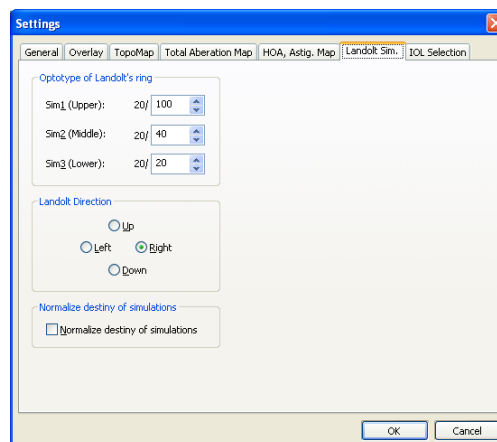 Settings
General Overlay TopoMap Total Aberation Map HOA, Astig. Map Landolt Sim. IOL Selection
Optotype of Landolt's ring
Sim1 (Upper): 20/ 100
Sim2 (Middle): 20/ 40
Sim3 (Lower): 20/ 20
Landolt Direction
Up
Left Right
Down
Normalize destiny of simulations
Normalize destiny of simulations
OK Cancel